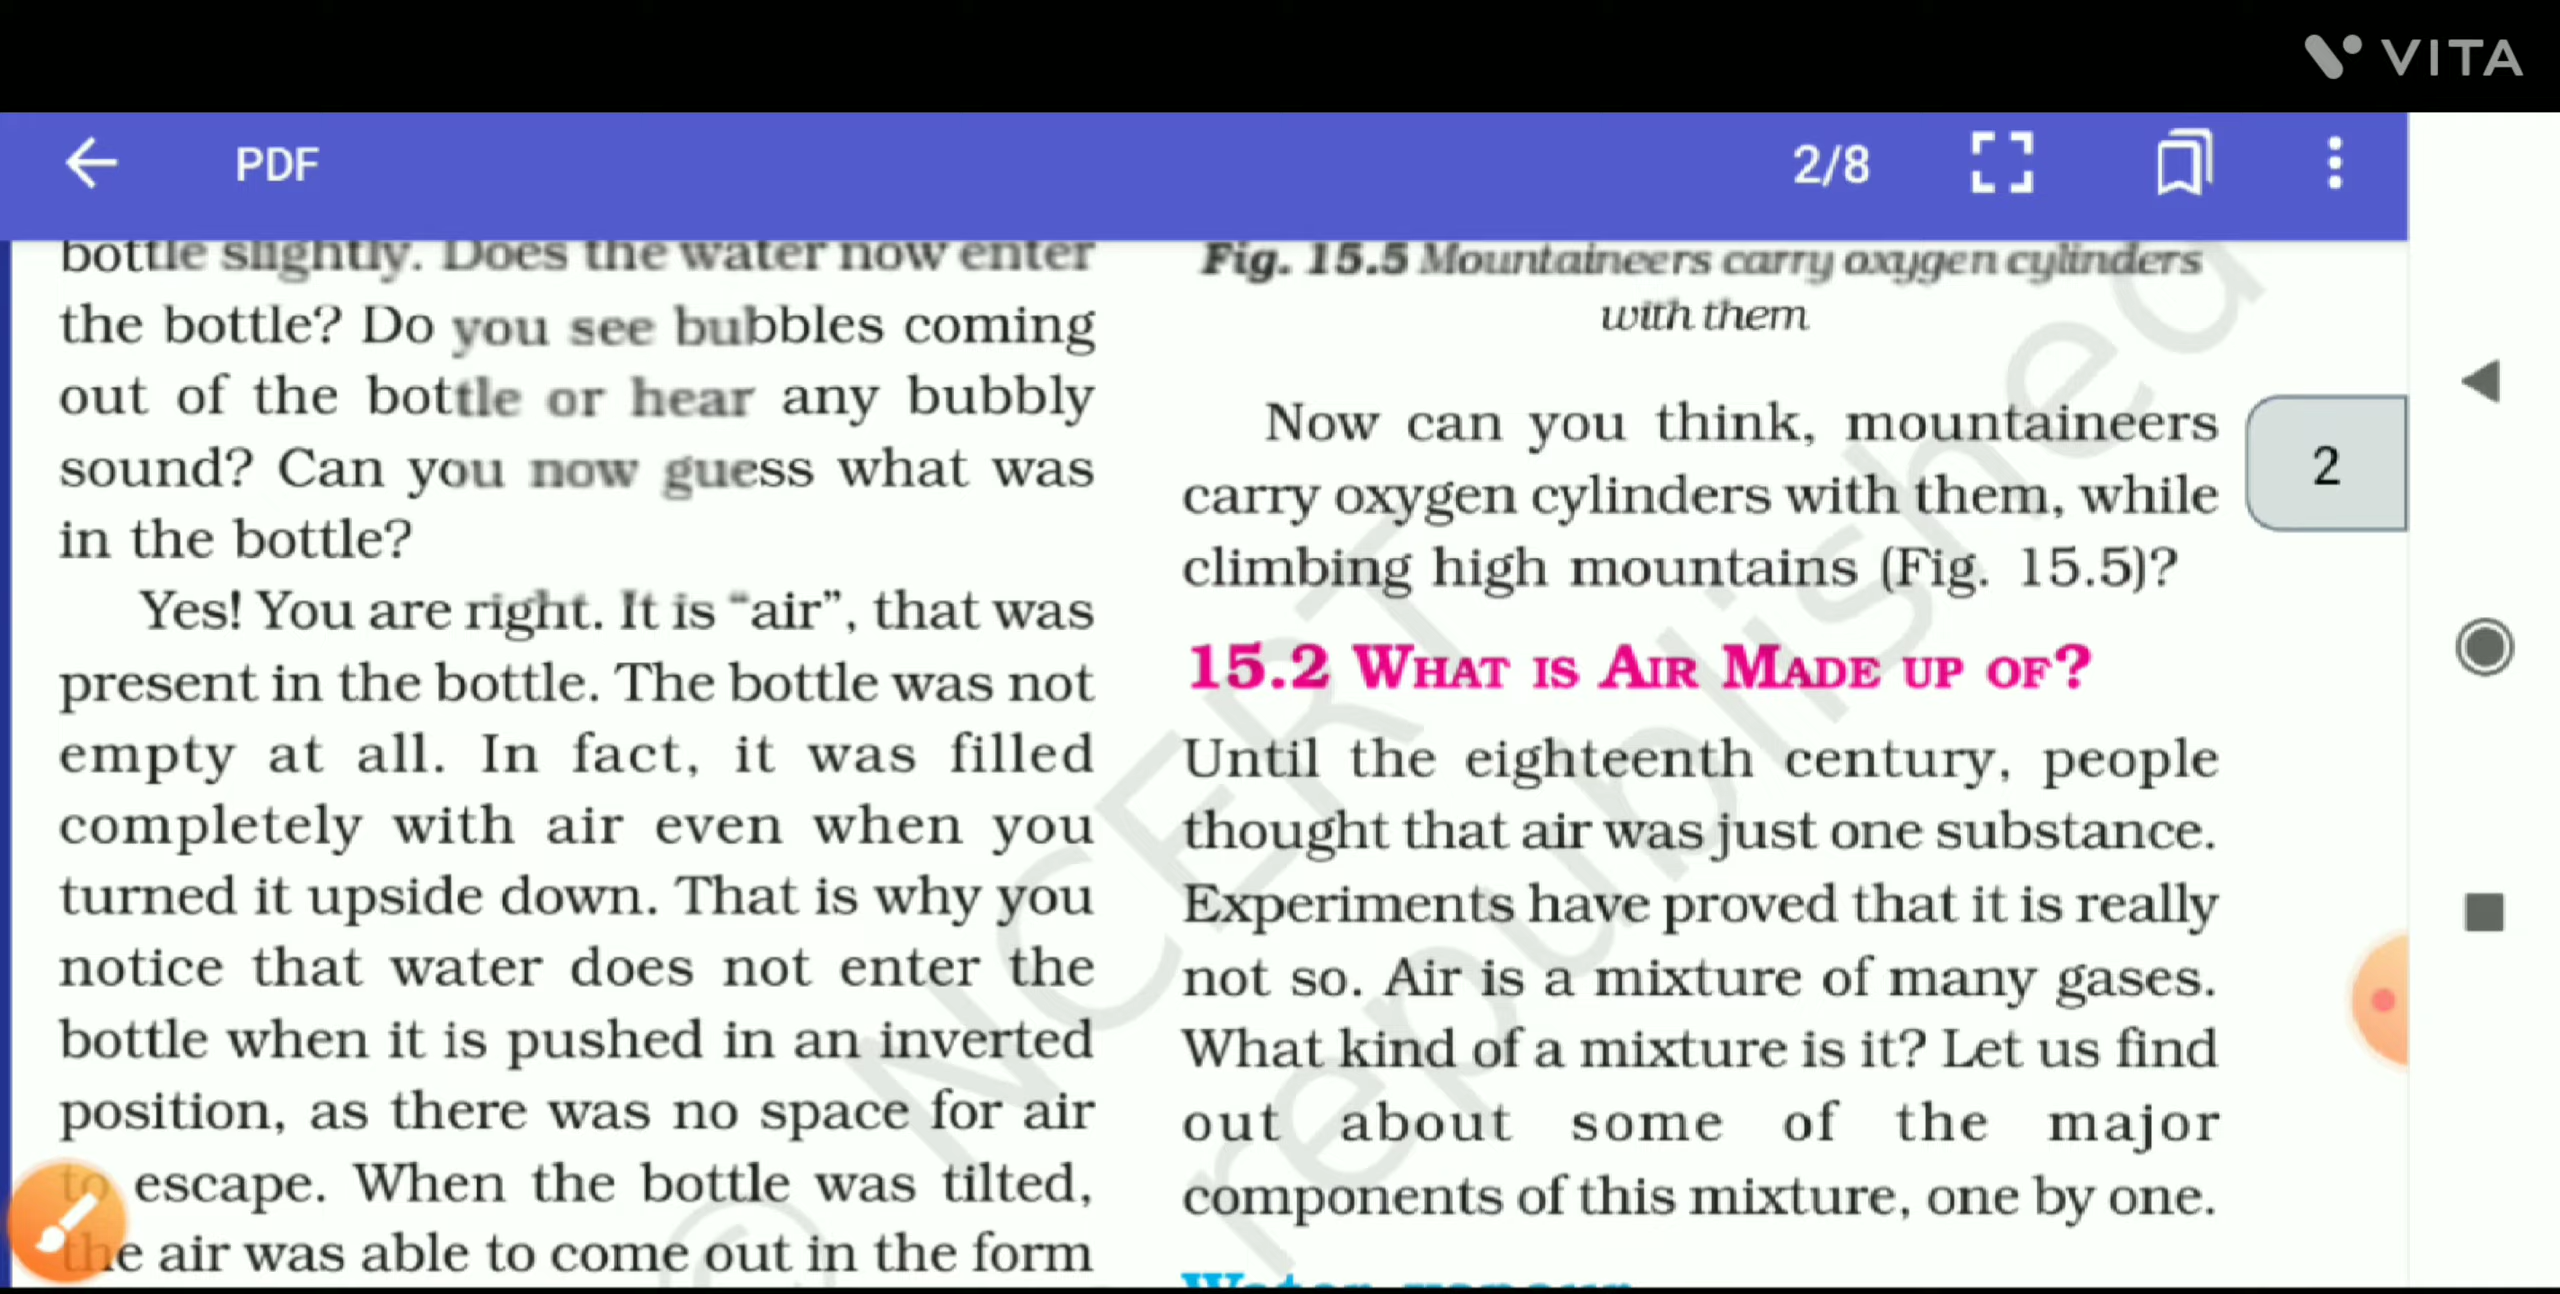 VITA
PDF
2/8
bottle slightly. Does the water now enter
the bottle? Do you see bubbles coming
out of the bottle or hear any bubbly
sound? Can you now guess what was
in the bottle?
Yes! You are right. It is “air”, that was
present in the bottle. The bottle was not
empty at all. In fact, it was filled
completely with air even when you
turned it upside down. That is why you
notice that water does not enter the
bottle when it is pushed in an inverted
position, as there was no space for air
to escape. When the bottle was tilted,
the air was able to come out in the form
Fig. 15.5 Mountaineers carry oxygen cylinders
with them
Now can you think, mountaineers
carry oxygen cylinders with them, while
climbing high mountains (Fig. 15.5)?
15.2 WHAT IS AIR MADE UP OF?
Until the eighteenth century, people
thought that air was just one substance.
Experiments have proved that it is really
not so. Air is a mixture of many gases.
What kind of a mixture is it? Let us find
out about some of the major
components of this mixture, one by one.
Water vapour
2
© NCERT
republished